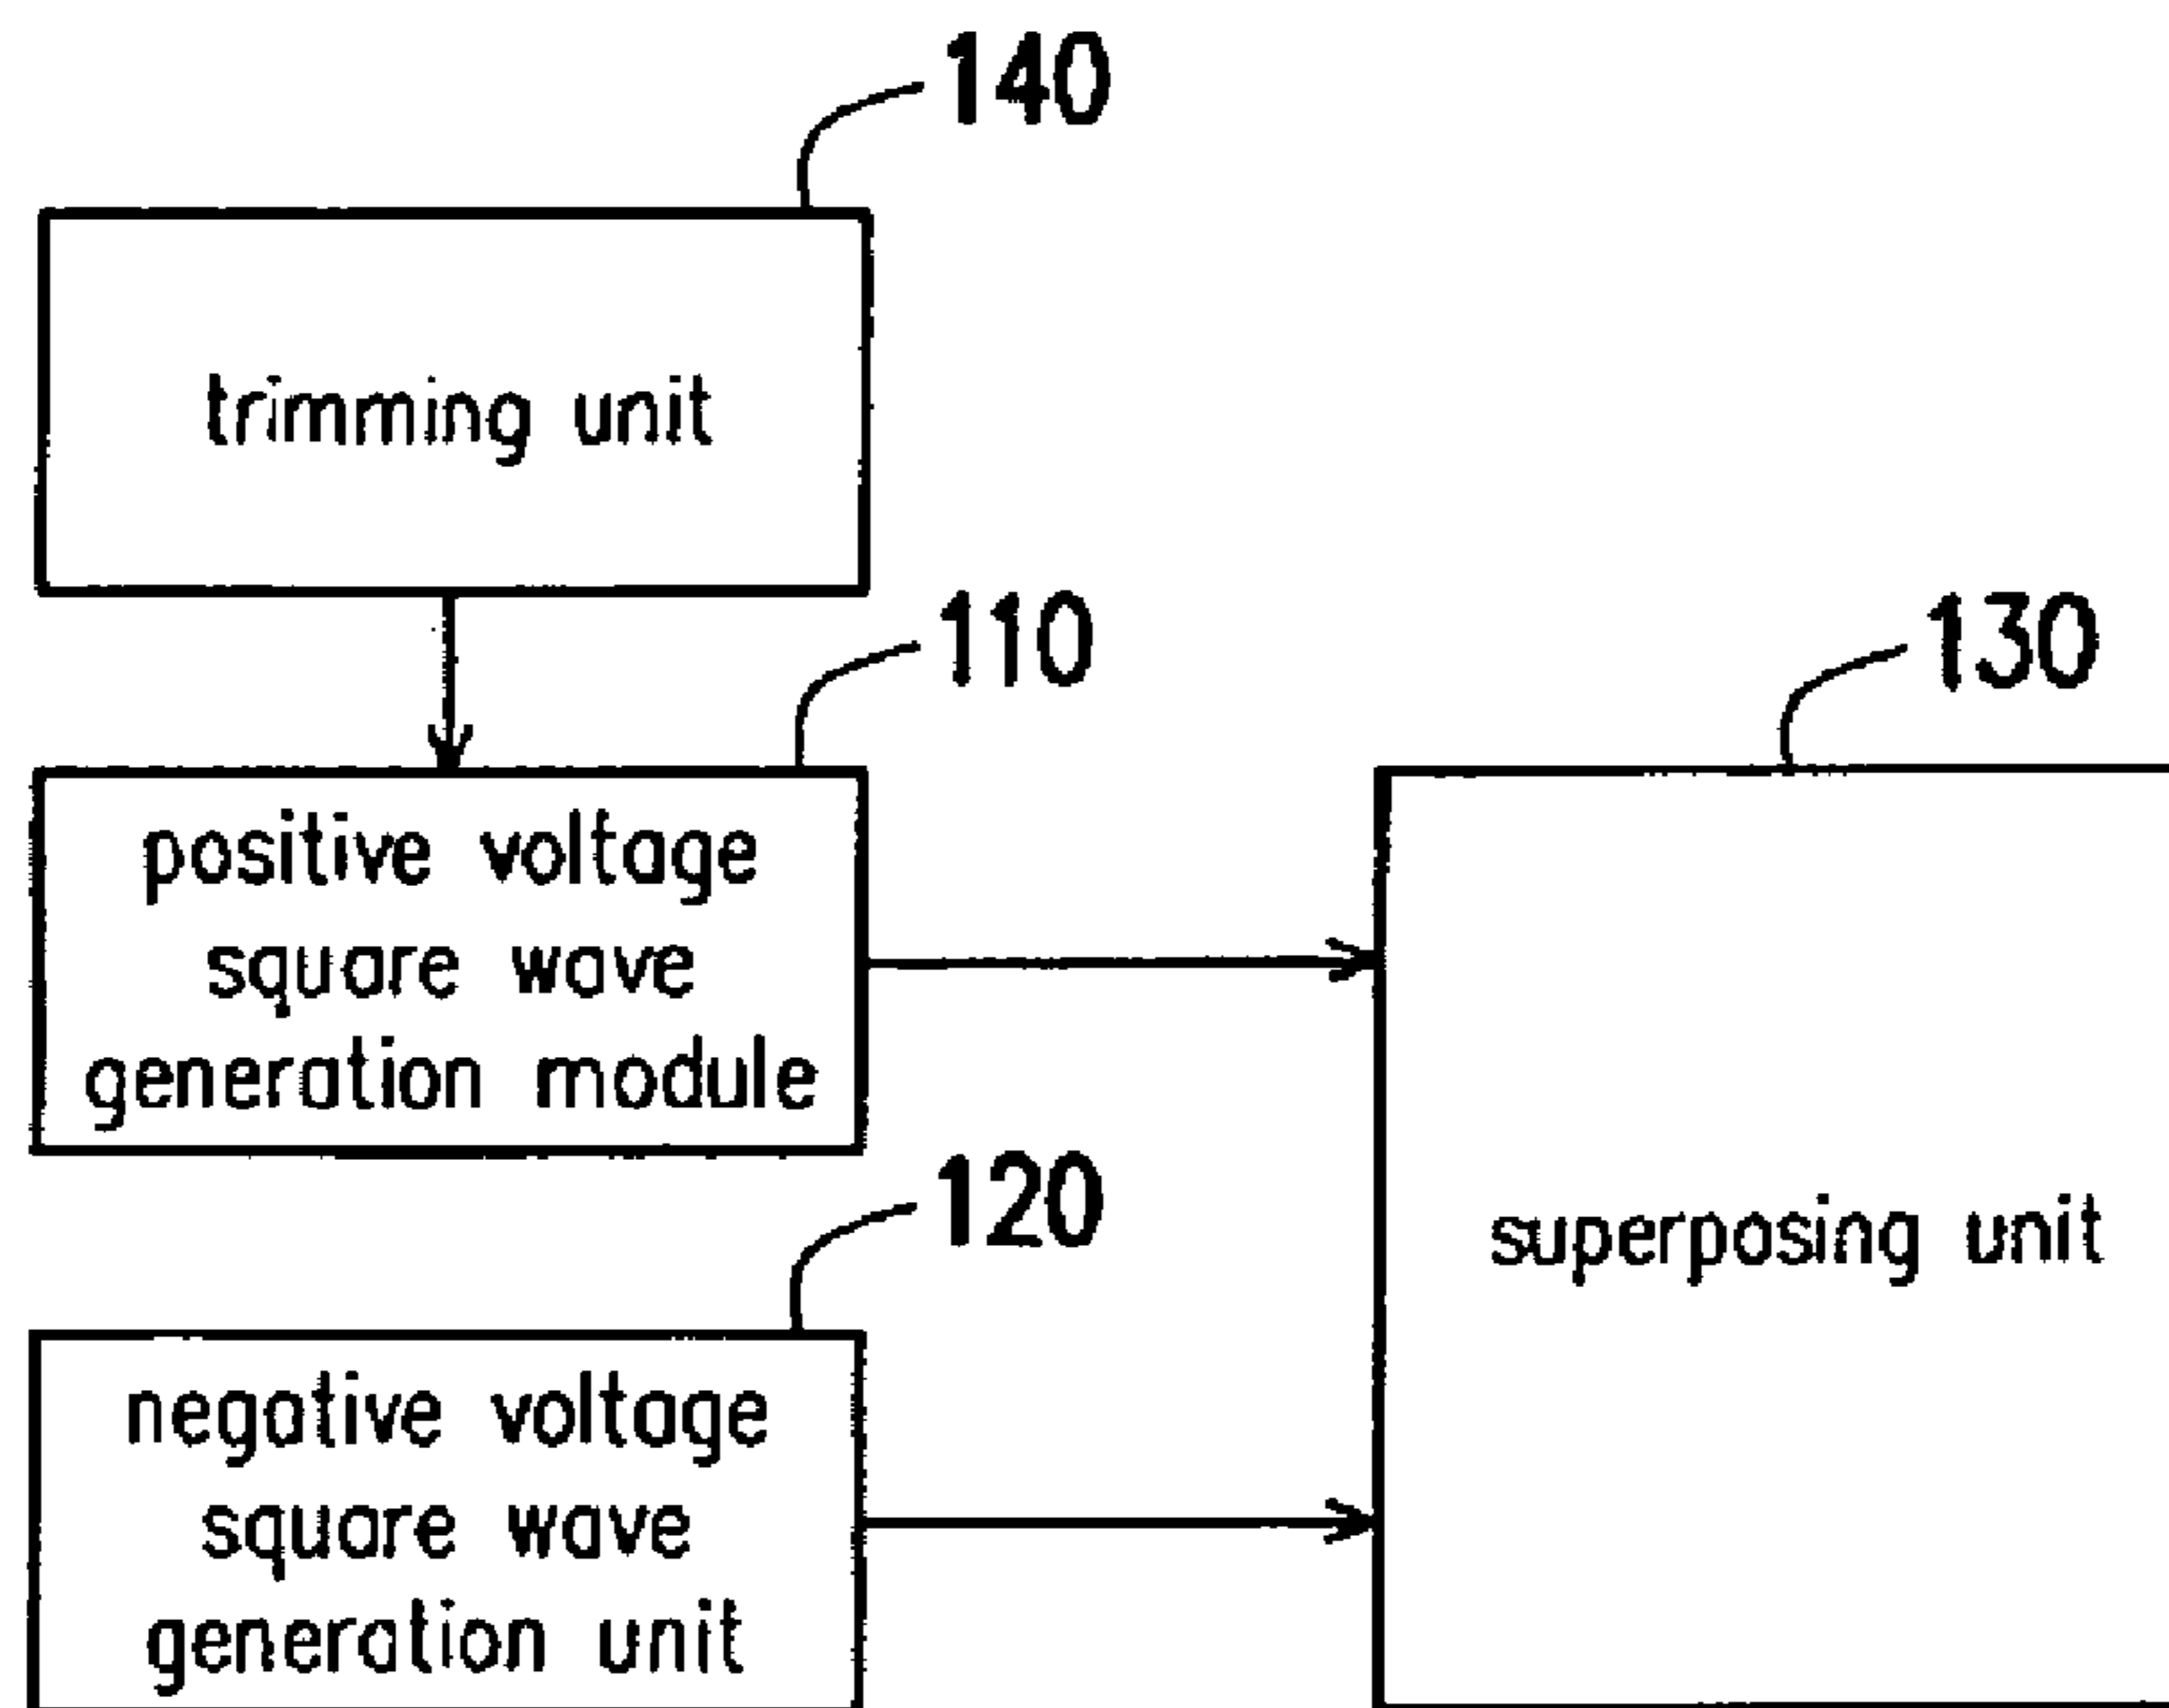 140
trimming unit
110
130
positive voltage
square wave
generation module
120
superposing unit
negative voltage
square wave
generation unit